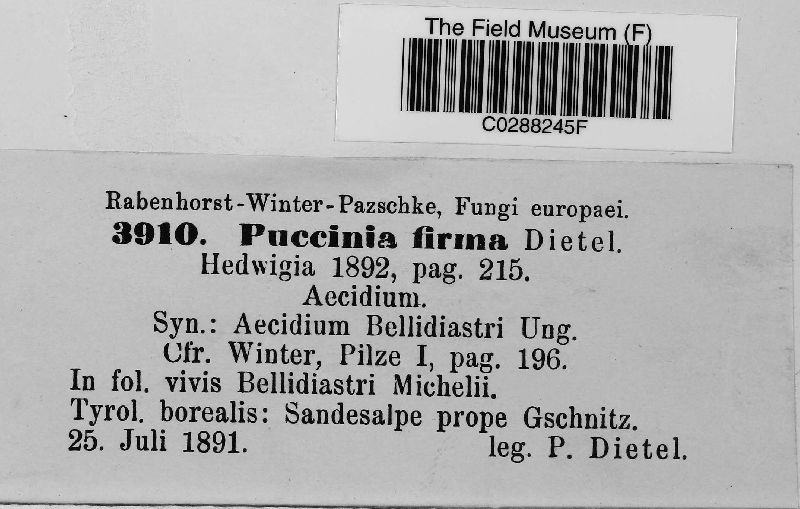 The Field Museum (F)
C0288245F
Rabenhorst-Winter-Pazschke, Fungi europaei.
3910. Puccinia firma Dietel.
Hedwigia 1892, pag. 215.
Aecidium.
Syn.: Aecidium Bellidiastri Ung.
Cfr. Winter, Pilze I, pag. 196.
In fol. vivis Bellidiastri Michelii.
Tyrol. borealis: Sandesalpe prope Gschnitz.
25. Juli 1891. leg. P. Dietel.